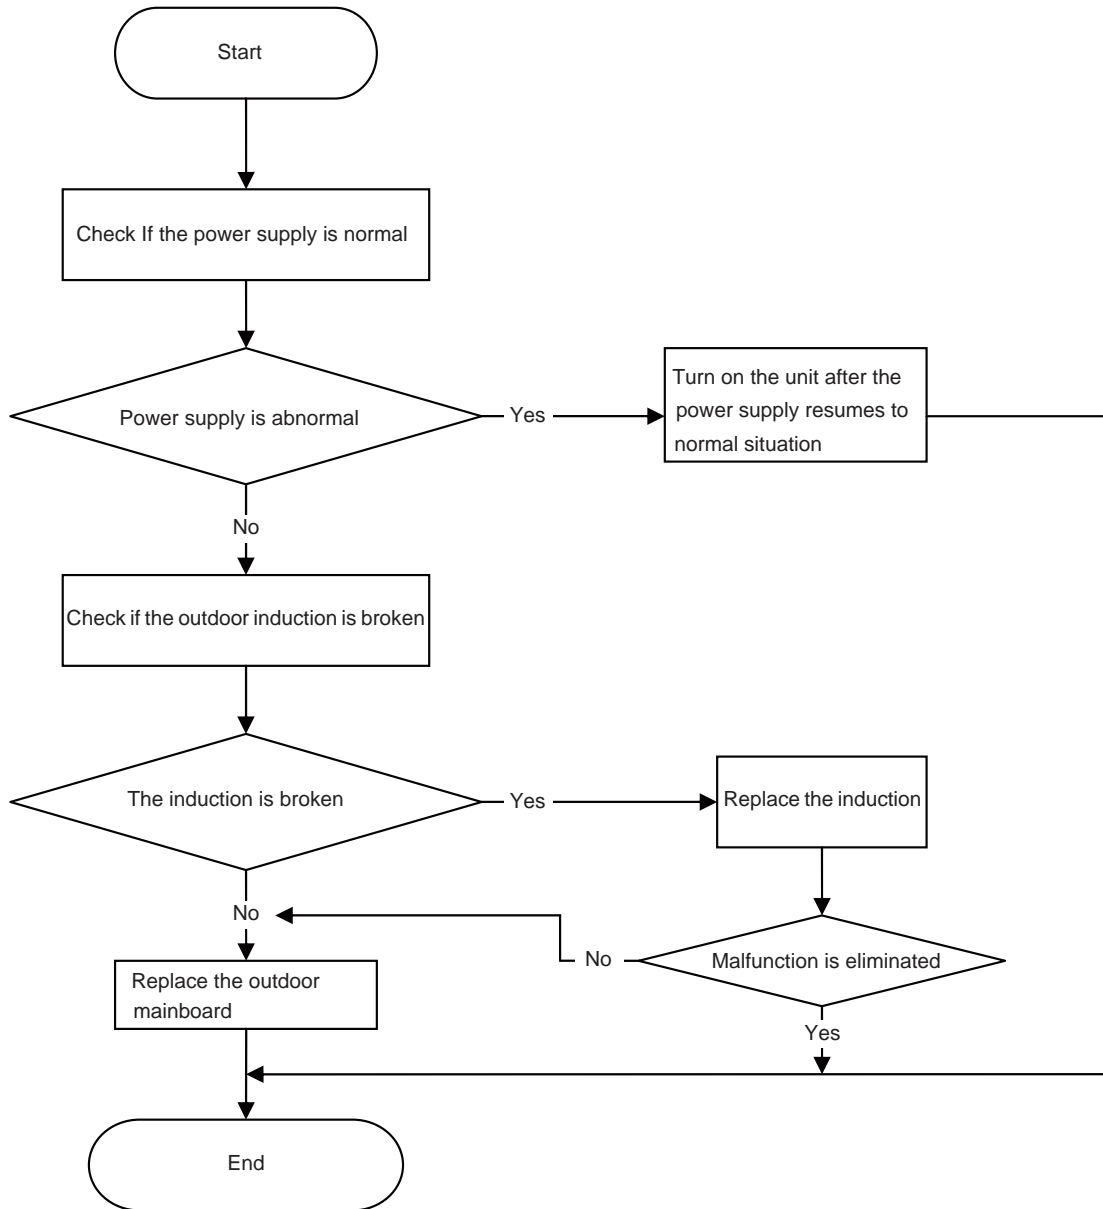 Start
Check If the power supply is normal
Power supply is abnormal
Yes
Turn on the unit after the
power supply resumes to
normal situation
No
Check if the outdoor induction is broken
The induction is broken
Yes
Replace the induction
No
No
Malfunction is eliminated
Replace the outdoor
mainboard
Yes
End